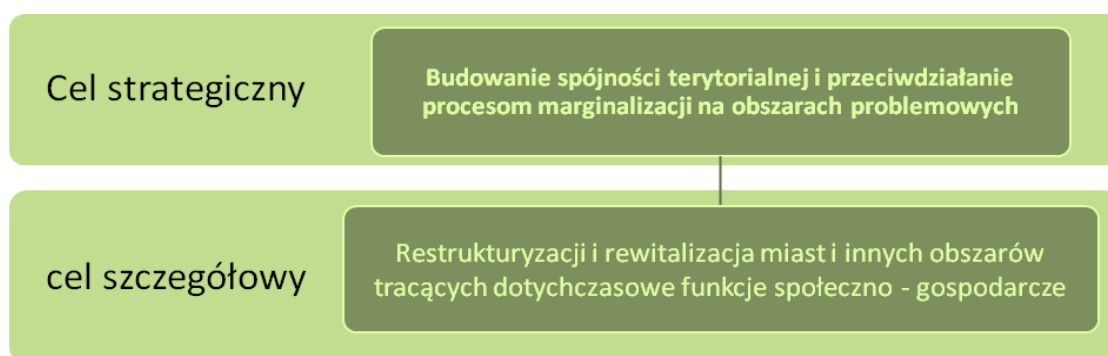 Cel strategiczny
Budowanie spójności terytorialnej i przeciwdziałanie
procesom marginalizacji na obszarach problemowych
cel szczegółowy
Restrukturyzacji i rewitalizacja miast i innych obszarów
tracących dotychczasowe funkcje społeczno - gospodarcze